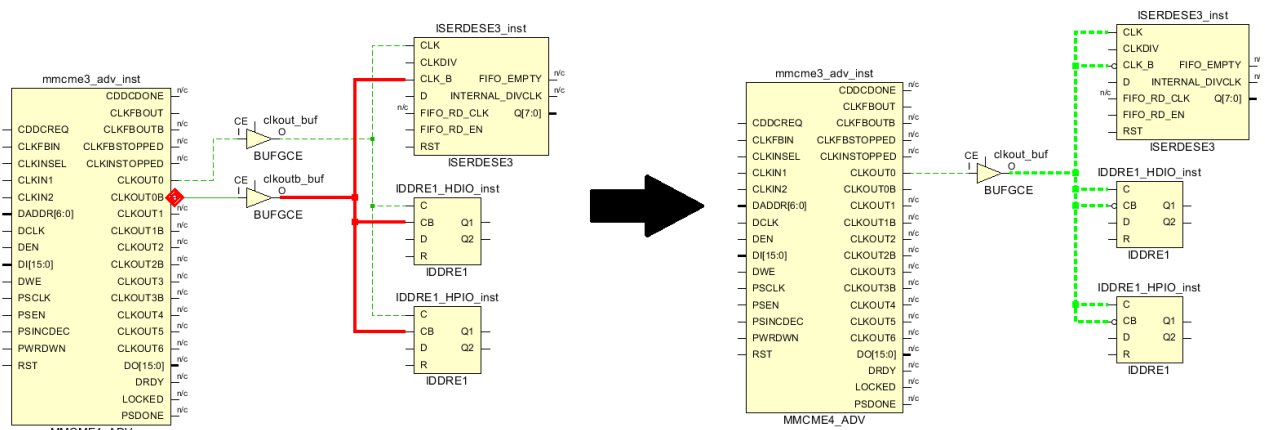 mmcme3_adv_inst
CDDCDONE n/c
CLKFBOUT
CDDCREQ CLKFBOUTB n/c
CLKFBIN CLKFBSTOPPED n/c
CLKINSEL CLKINSTOPPED n/c
CLKIN1 CLKOUT0
CLKIN2 CLKOUT0B
DADDR[6:0] CLKOUT1 n/c
DCLK CLKOUT1B n/c
DEN CLKOUT2 n/c
DI[15:0] CLKOUT2B n/c
DWE CLKOUT3 n/c
PSCLK CLKOUT3B n/c
PSEN CLKOUT4 n/c
PSINCDEC CLKOUT5 n/c
PWRDWN CLKOUT6 n/c
RST DO[15:0] n/c
DRDY n/c
LOCKED n/c
PSDONE n/c
MMCME4_ADV
CE clkout_buf
I O
BUFGCE
CE clkoutb_buf
I O
BUFGCE
ISERDESE3_inst
CLK
CLKDIV
CLK_B FIFO_EMPTY n/c
D INTERNAL_DIVCLK n/c
n/c FIFO_RD_CLK Q[7:0]
FIFO_RD_EN
RST
ISERDESE3
IDDRE1_HDIO_inst
C
CB Q1
D Q2
R
IDDRE1
IDDRE1_HPIO_inst
C
CB Q1
D Q2
R
IDDRE1
mmcme3_adv_inst
CDDCDONE n/c
CLKFBOUT
CDDCREQ CLKFBOUTB n/c
CLKFBIN CLKFBSTOPPED n/c
CLKINSEL CLKINSTOPPED n/c
CLKIN1 CLKOUT0
CLKIN2 CLKOUT0B n/c
DADDR[6:0] CLKOUT1 n/c
DCLK CLKOUT1B n/c
DEN CLKOUT2 n/c
DI[15:0] CLKOUT2B n/c
DWE CLKOUT3 n/c
PSCLK CLKOUT3B n/c
PSEN CLKOUT4 n/c
PSINCDEC CLKOUT5 n/c
PWRDWN CLKOUT6 n/c
RST DO[15:0] n/c
DRDY n/c
LOCKED n/c
PSDONE n/c
MMCME4_ADV
CE clkout_buf
I O
BUFGCE
ISERDESE3_inst
CLK
CLKDIV
CLK_B FIFO_EMPTY
D INTERNAL_DIVCLK
n/c FIFO_RD_CLK Q[7:0]
FIFO_RD_EN
RST
ISERDESE3
IDDRE1_HDIO_inst
C
CB Q1
D Q2
R
IDDRE1
IDDRE1_HPIO_inst
C
CB Q1
D Q2
R
IDDRE1